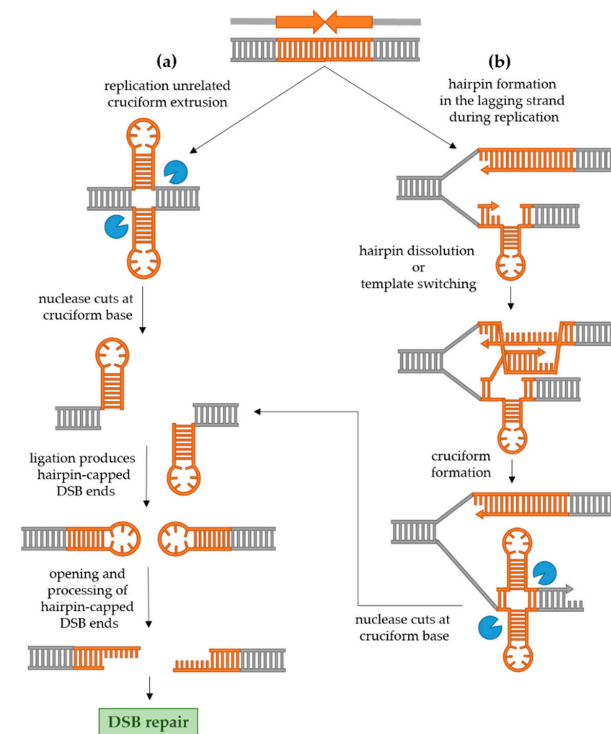 (a)
replication unrelated
cruciform extrusion
nuclease cuts at
cruciform base
ligation produces
hairpin-capped
DSB ends
opening and
processing of
hairpin-capped
DSB ends
DSB repair
(b)
hairpin formation
in the lagging strand
during replication
hairpin dissolution
or
template switching
cruciform
formation
nuclease cuts at
cruciform base